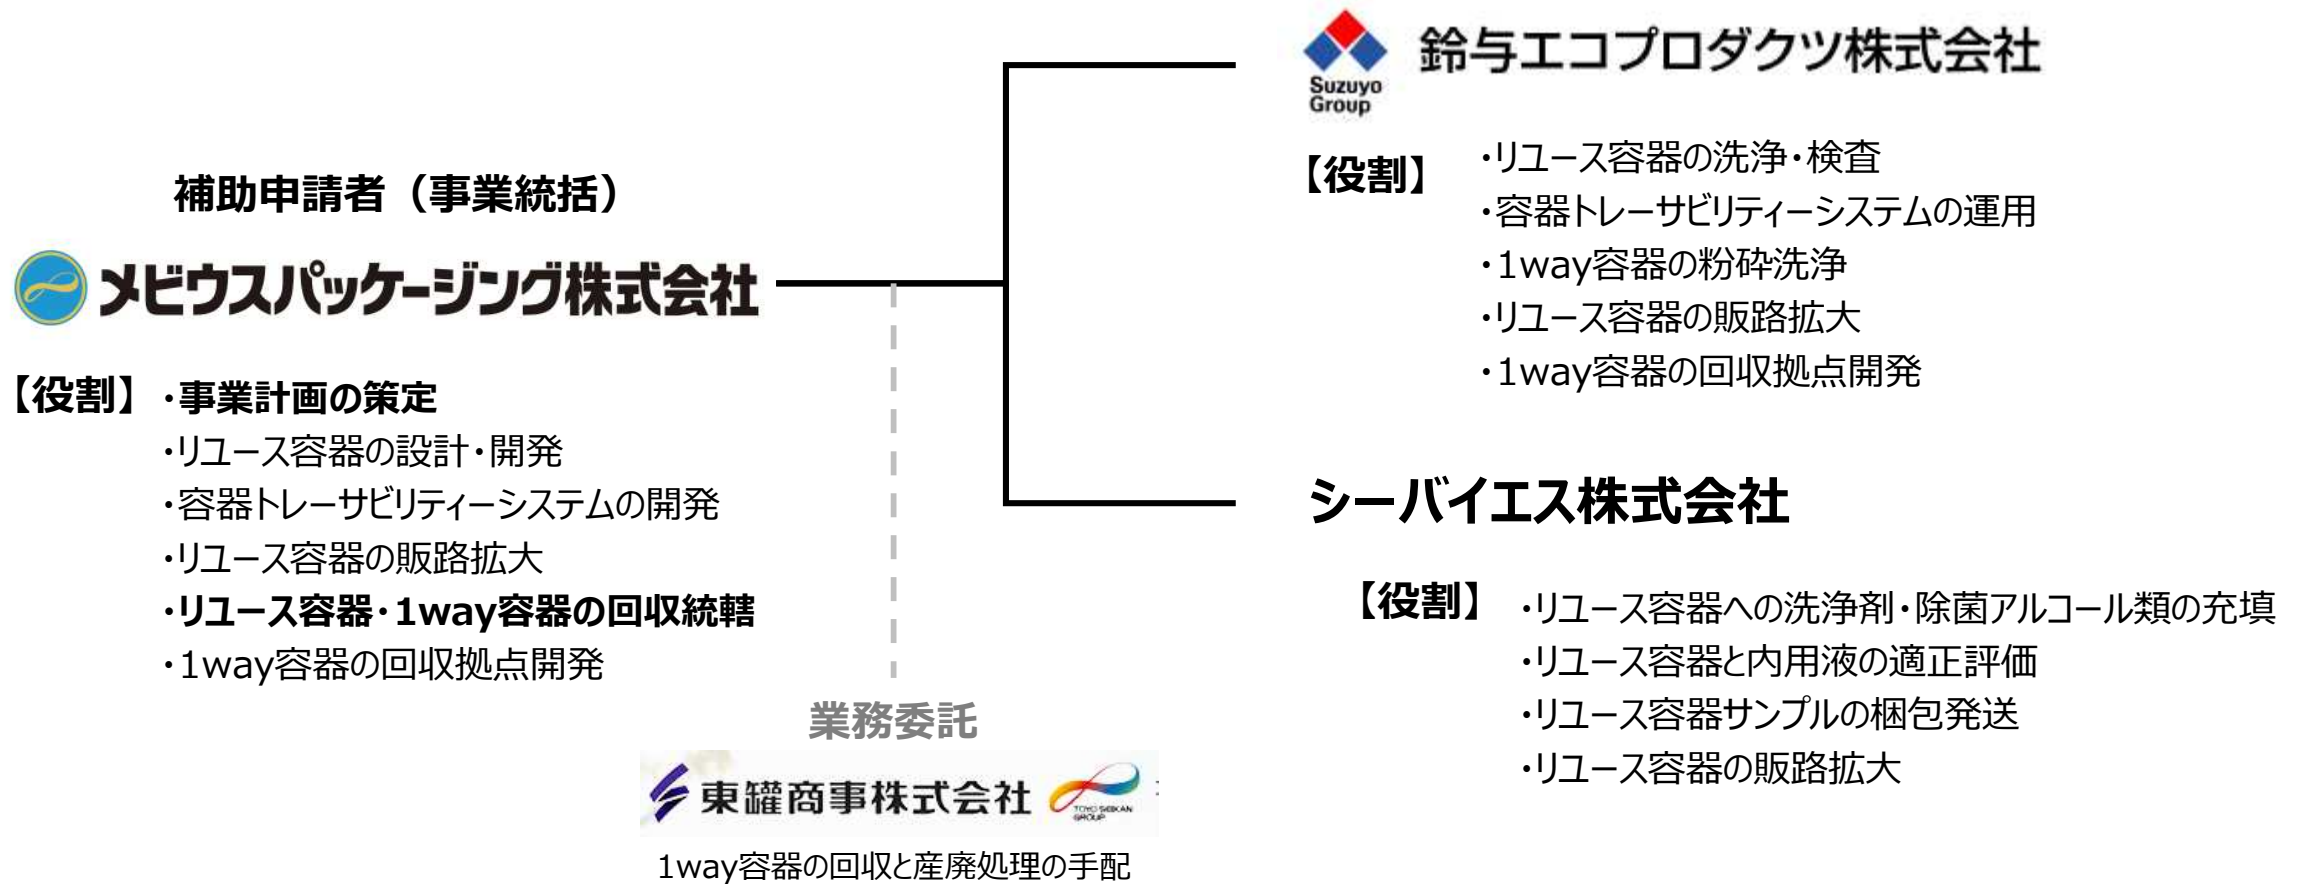 補助申請者（事業統括）
メビウスパッケージング株式会社
【役割】
・事業計画の策定
・リユース容器の設計・開発
・容器トレーサビリティーシステムの開発
・リユース容器の販路拡大
・リユース容器・1way容器の回収統轄
・1way容器の回収拠点開発
業務委託
東罐商事株式会社
TOYO SEIKAN
GROUP
1way容器の回収と産廃処理の手配
Suzuyo
Group
鈴与エコプロダクツ株式会社
【役割】
・リユース容器の洗浄・検査
・容器トレーサビリティーシステムの運用
・1way容器の粉砕洗浄
・リユース容器の販路拡大
・1way容器の回収拠点開発
シーバイエス株式会社
【役割】
・リユース容器への洗浄剤・除菌アルコール類の充填
・リユース容器と内用液の適正評価
・リユース容器サンプルの梱包発送
・リユース容器の販路拡大